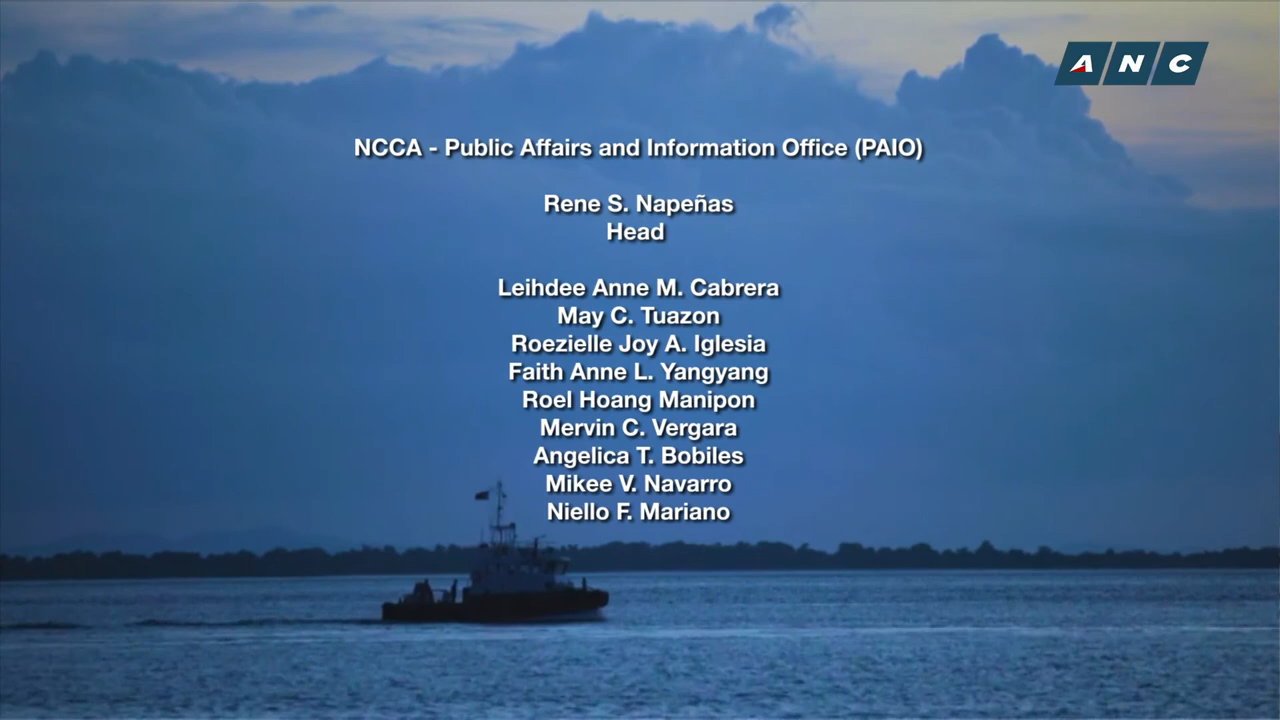 ANC
NCCA - Public Affairs and Information Office (PAIO)
Rene S. Napeñas
Head
Leihdee Anne M. Cabrera
May C. Tuazon
Roezielle Joy A. Iglesia
Faith Anne L. Yangyang
Roel Hoang Manipon
Mervin C. Vergara
Angelica T. Bobiles
Mikee V. Navarro
Niello F. Mariano